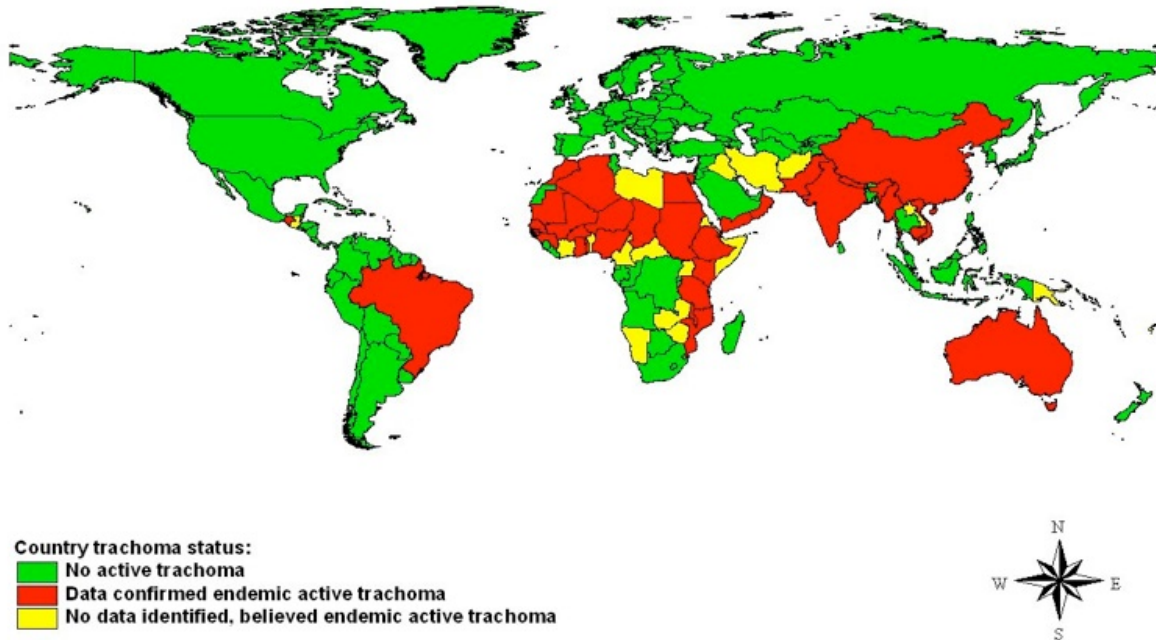 Country trachoma status:
No active trachoma
Data confirmed endemic active trachoma
No data identified, believed endemic active trachoma
N
W E
S